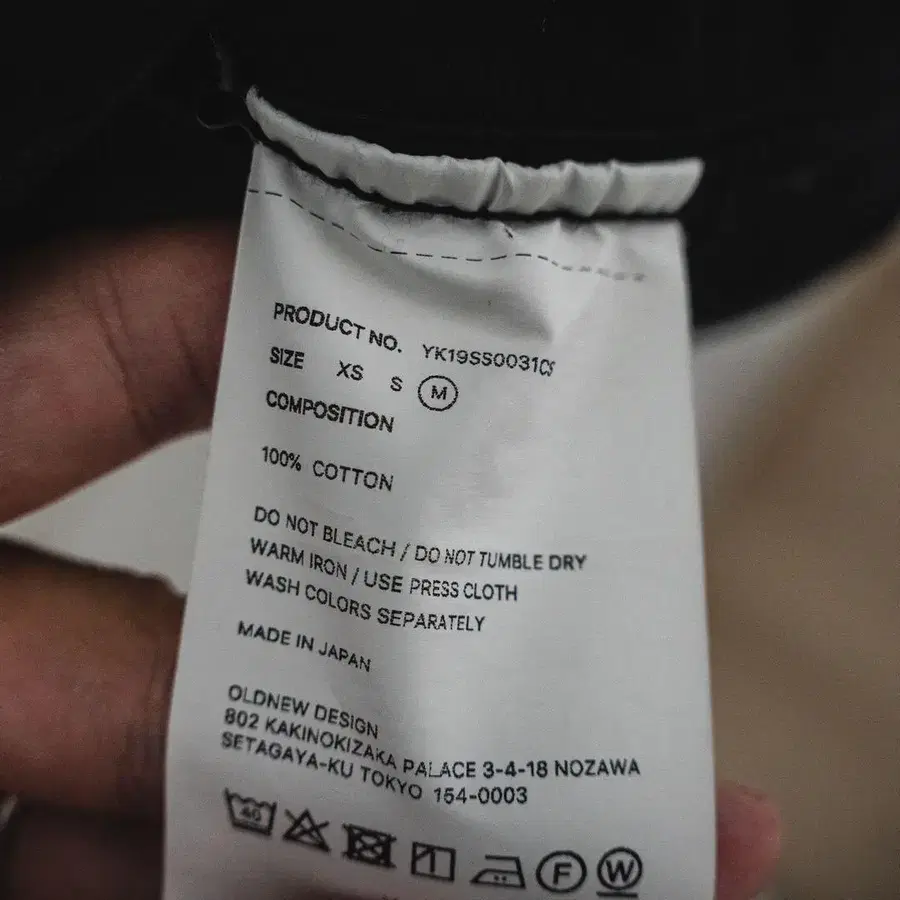 PRODUCT NO. YK19SS0031CS
SIZE XS S M
COMPOSITION
100% COTTON
DO NOT BLEACH / DO NOT TUMBLE DRY
WARM IRON / USE PRESS CLOTH
WASH COLORS SEPARATELY
MADE IN JAPAN
OLDNEW DESIGN
802 KAKINOKIZAKA PALACE 3-4-18 NOZAWA
SETAGAYA-KU TOKYO 154-0003
40 F W